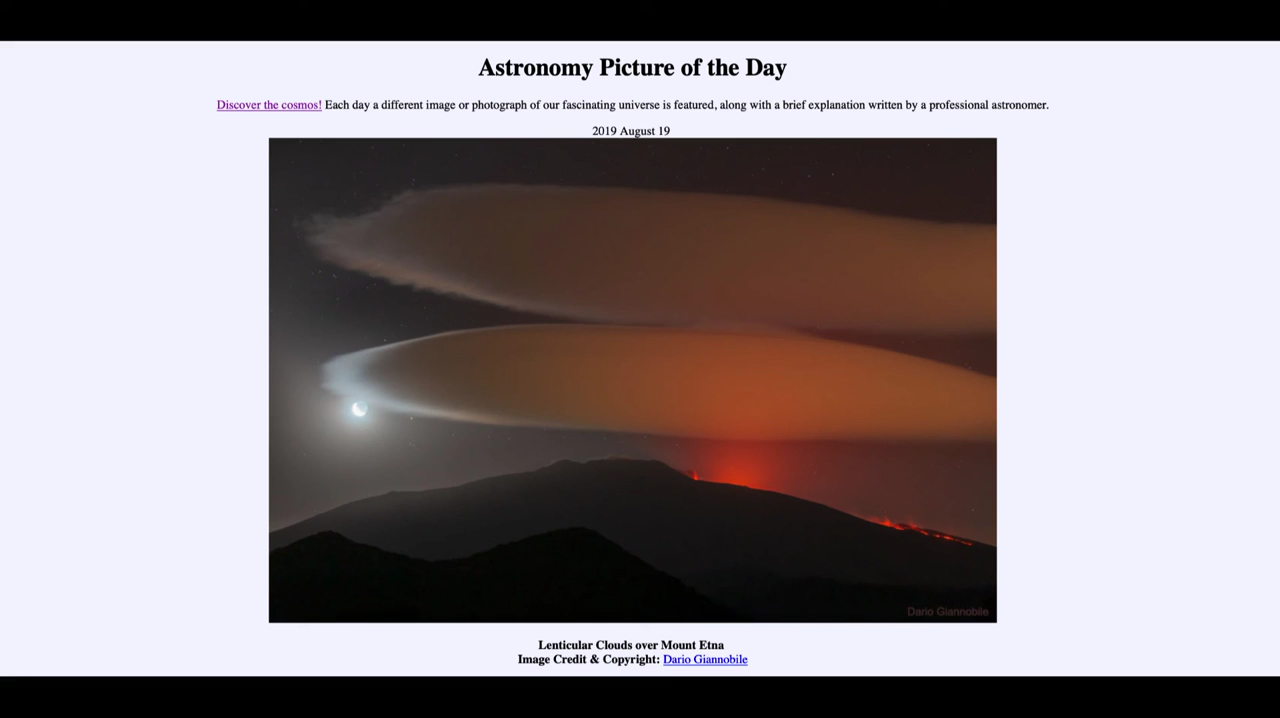 Astronomy Picture of the Day
Discover the cosmos! Each day a different image or photograph of our fascinating universe is featured, along with a brief explanation written by a professional astronomer.
2019 August 19
Dario Giannobile
Lenticular Clouds over Mount Etna
Image Credit & Copyright: Dario Giannobile